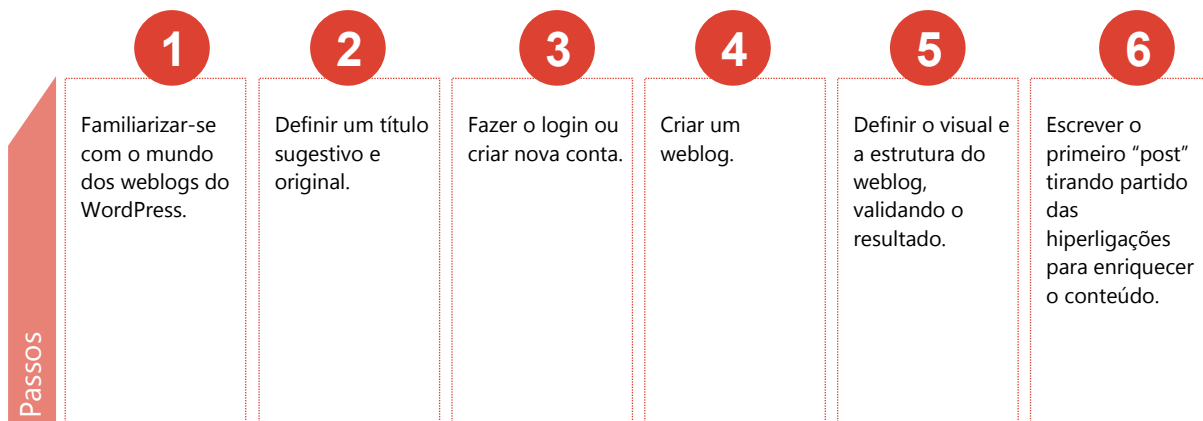 1
Familiarizar-se
com o mundo
dos weblogs do
WordPress.
2
Definir um título
sugestivo e
original.
3
Fazer o login ou
criar nova conta.
4
Criar um
weblog.
5
Definir o visual e
a estrutura do
weblog,
validando o
resultado.
6
Escrever o
primeiro “post”
tirando partido
das
hiperligações
para enriquecer
o conteúdo.
Passos